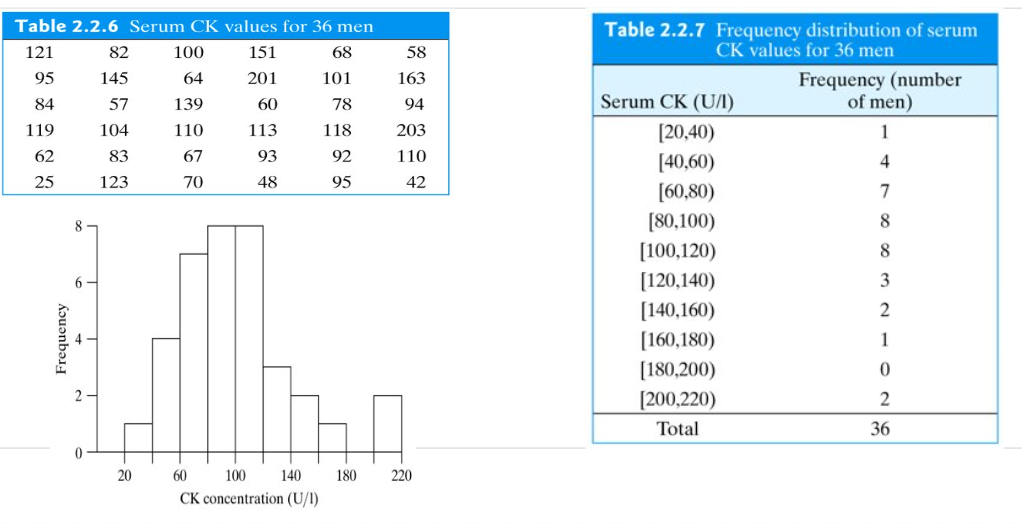 Table 2.2.6 Serum CK values for 36 men
121 82 100 151 68 58
95 145 64 201 101 163
84 57 139 60 78 94
119 104 110 113 118 203
62 83 67 93 92 110
25 123 70 48 95 42
8
6
4
2
0
Frequency
20 60 100 140 180 220
CK concentration (U/l)
Table 2.2.7 Frequency distribution of serum
CK values for 36 men
Frequency (number
Serum CK (U/l) of men)
[20,40) 1
[40,60) 4
[60,80) 7
[80,100) 8
[100,120) 8
[120,140) 3
[140,160) 2
[160,180) 1
[180,200) 0
[200,220) 2
Total 36